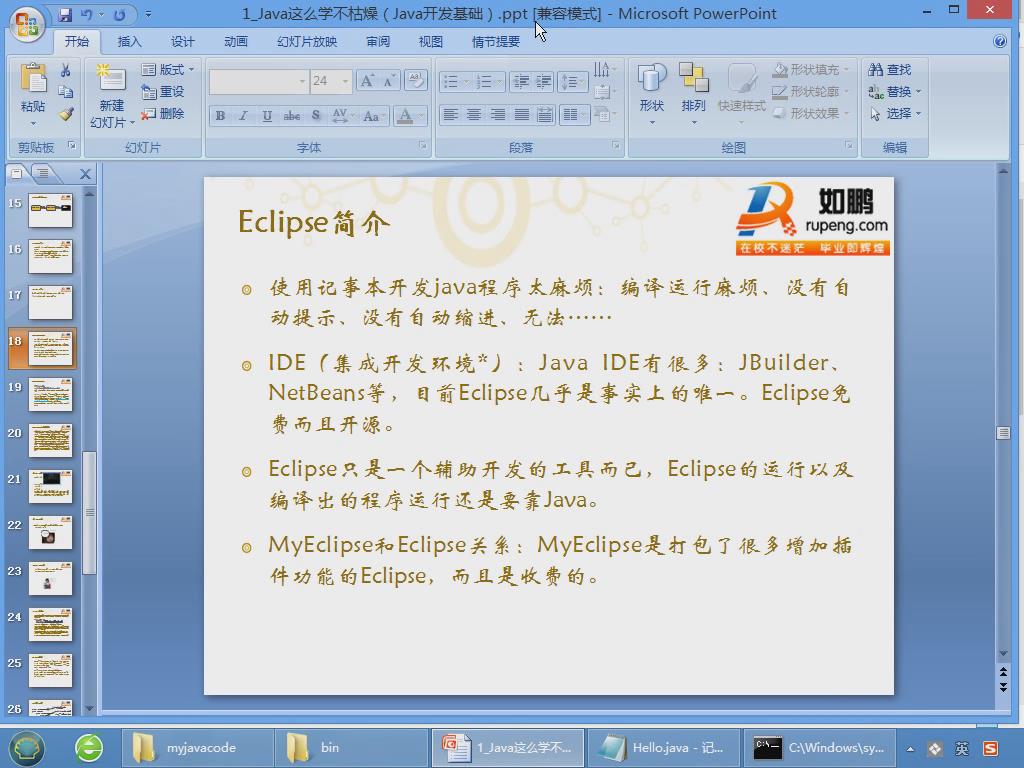 1_Java这么学不枯燥（Java开发基础）.ppt [兼容模式] - Microsoft PowerPoint
开始 插入 设计 动画 幻灯片放映 审阅 视图 情节提要
粘贴
剪贴板
新建
幻灯片
版式
重设
删除
幻灯片
24
B I U abc S AV Aa A
字体
段落
形状 排列 快速样式
形状填充
形状轮廓
形状效果
绘图
查找
替换
选择
编辑
15
16
17
18
19
20
21
22
23
24
25
26
Eclipse简介
如鹏
rupeng.com
在校不迷茫 毕业即辉煌
使用记事本开发java程序太麻烦：编译运行麻烦、没有自
动提示、没有自动缩进、无法……
IDE（集成开发环境*）：Java IDE有很多：JBuilder、
NetBeans等，目前Eclipse几乎是事实上的唯一。Eclipse免
费而且开源。
Eclipse只是一个辅助开发的工具而已，Eclipse的运行以及
编译出的程序运行还是要靠Java。
MyEclipse和Eclipse关系：MyEclipse是打包了很多增加插
件功能的Eclipse，而且是收费的。
myjavacode
bin
1_Java这么学不...
Hello.java - 记...
C:\Windows\sy...
英